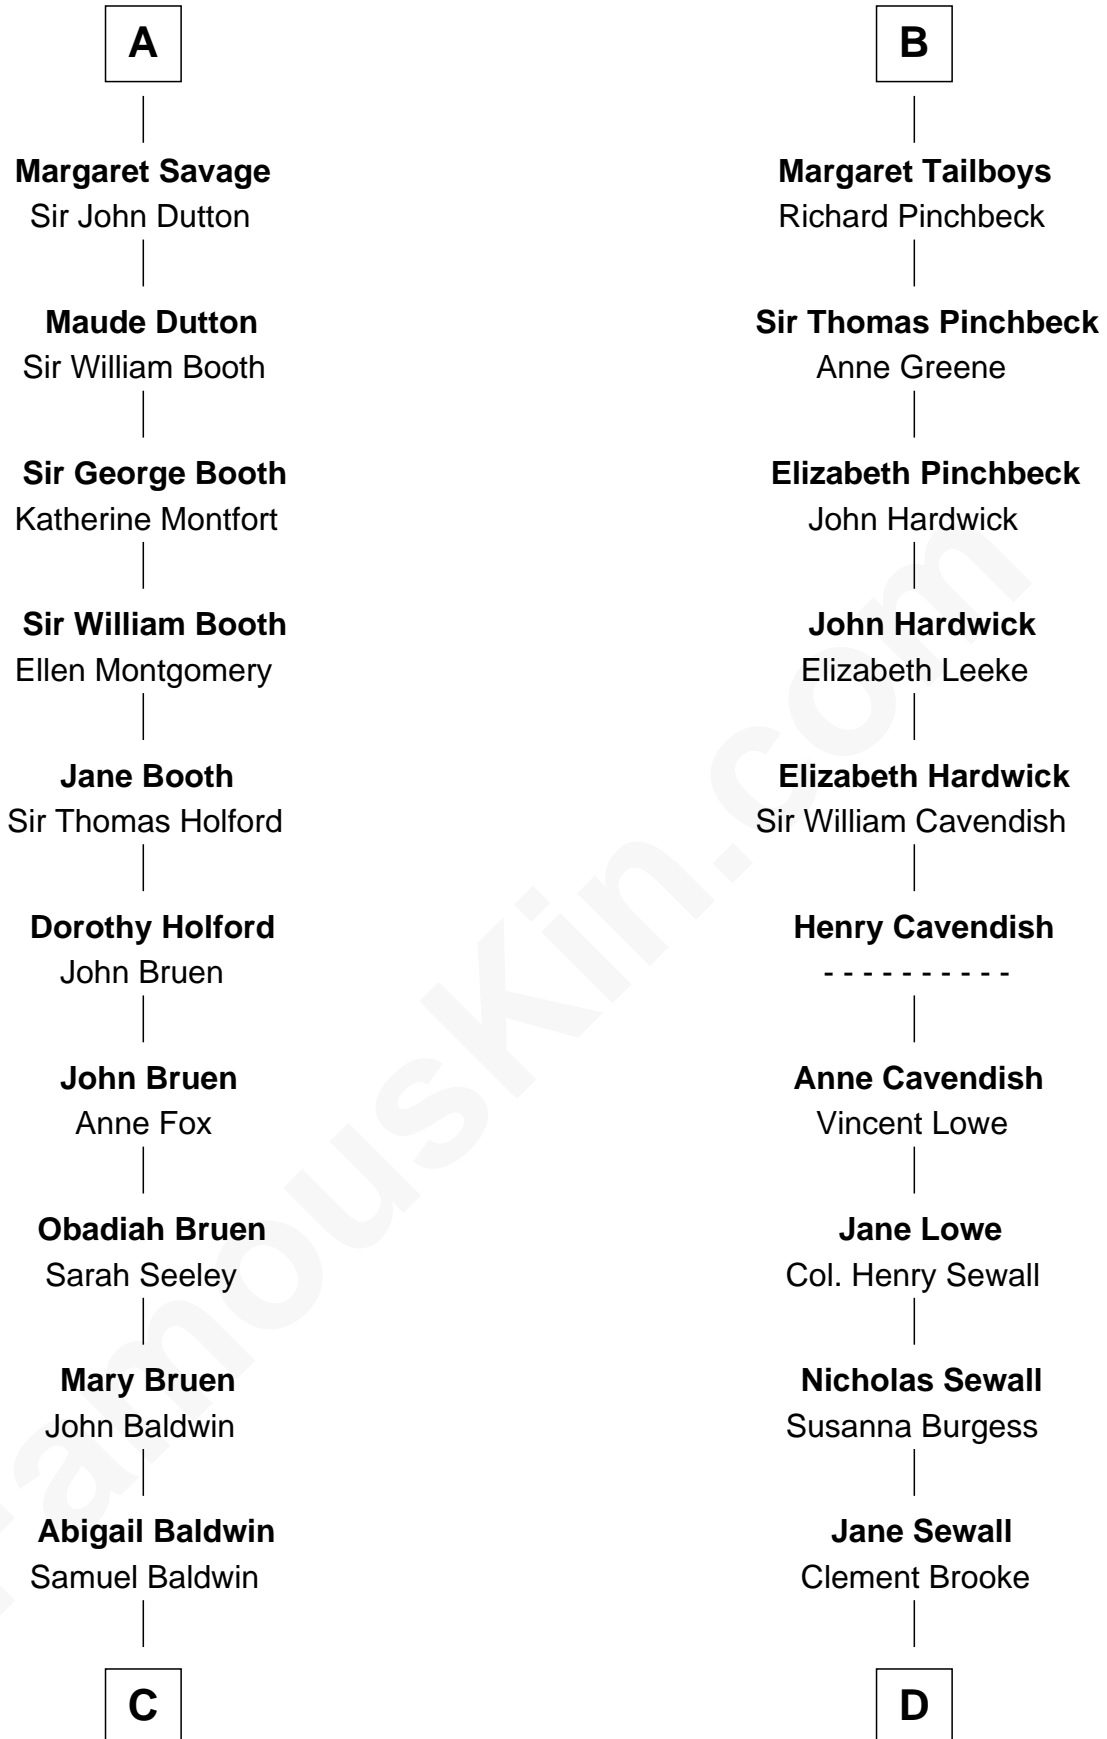 A
Margaret Savage
Sir John Dutton
Maude Dutton
Sir William Booth
Sir George Booth
Katherine Montfort
Sir William Booth
Ellen Montgomery
Jane Booth
Sir Thomas Holford
Dorothy Holford
John Bruen
John Bruen
Anne Fox
Obadiah Bruen
Sarah Seeley
Mary Bruen
John Baldwin
Abigail Baldwin
Samuel Baldwin
C
B
Margaret Tailboys
Richard Pinchbeck
Sir Thomas Pinchbeck
Anne Greene
Elizabeth Pinchbeck
John Hardwick
John Hardwick
Elizabeth Leeke
Elizabeth Hardwick
Sir William Cavendish
Henry Cavendish
- - - - - - - - - -
Anne Cavendish
Vincent Lowe
Jane Lowe
Col. Henry Sewall
Nicholas Sewall
Susanna Burgess
Jane Sewall
Clement Brooke
D
FamousKin.com